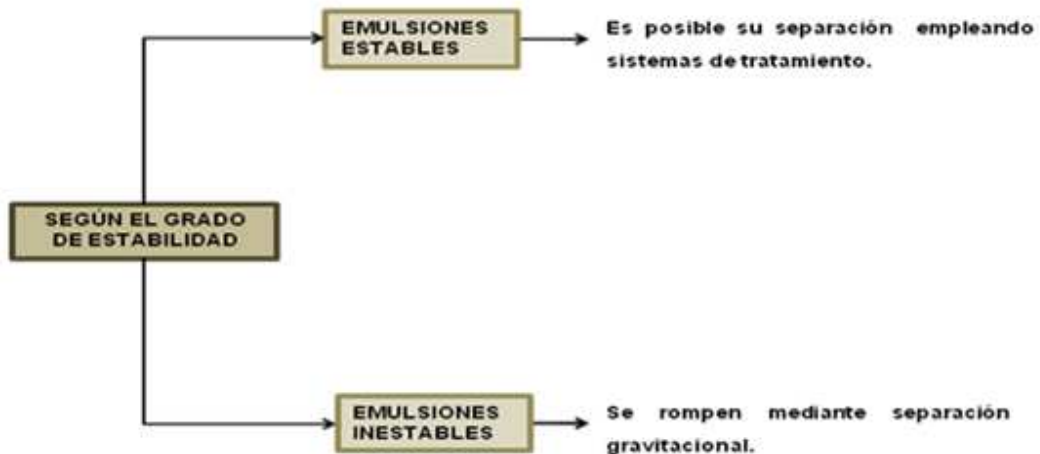 EMULSIONES
ESTABLES
Es posible su separación empleando
sistemas de tratamiento.
SEGÚN EL GRADO
DE ESTABILIDAD
EMULSIONES
INESTABLES
Se rompen mediante separación
gravitacional.